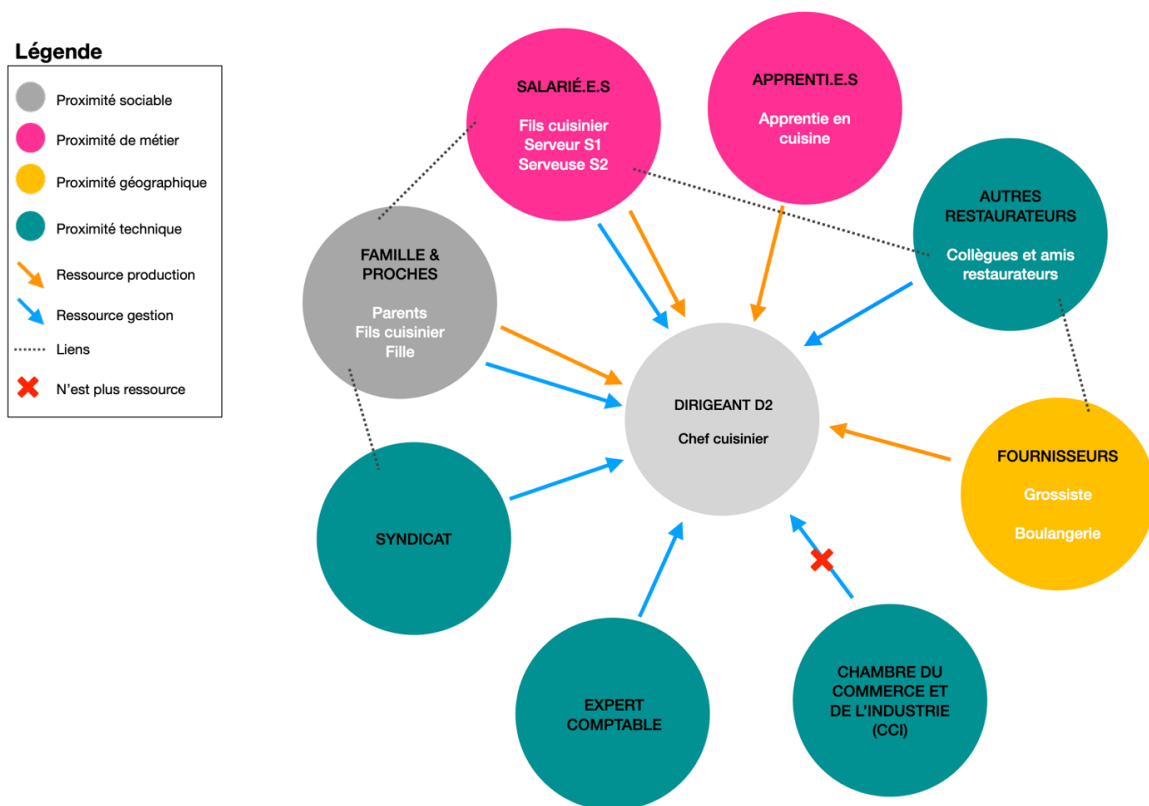 Légende
Proximité sociable
Proximité de métier
Proximité géographique
Proximité technique
Ressource production
Ressource gestion
Liens
N'est plus ressource
SALARIÉ.E.S
Fils cuisinier
Serveur S1
Serveuse S2
APPRENTI.E.S
Apprentie en
cuisine
AUTRES
RESTAURATEURS
Collègues et amis
restaurateurs
FAMILLE &
PROCHES
Parents
Fils cuisinier
Fille
DIRIGEANT D2
Chef cuisinier
FOURNISSEURS
Grossiste
Boulangerie
SYNDICAT
EXPERT
COMPTABLE
CHAMBRE DU
COMMERCE ET
DE L'INDUSTRIE
(CCI)